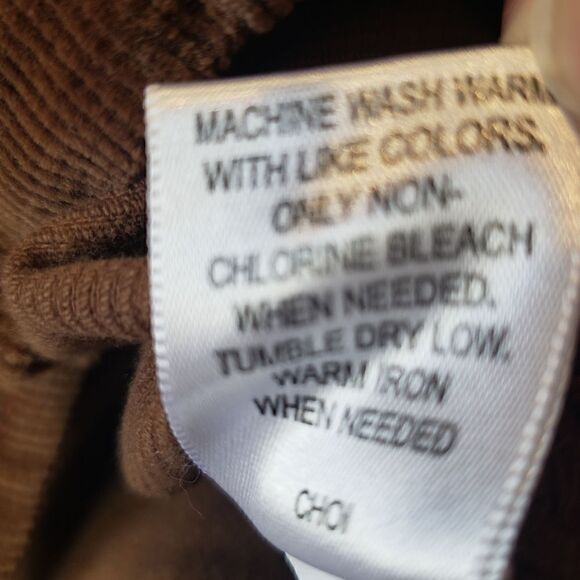 MACHINE WASH WARM
WITH LIKE COLORS.
ONLY NON-
CHLORINE BLEACH
WHEN NEEDED.
TUMBLE DRY LOW.
WARM IRON
WHEN NEEDED
CHOI